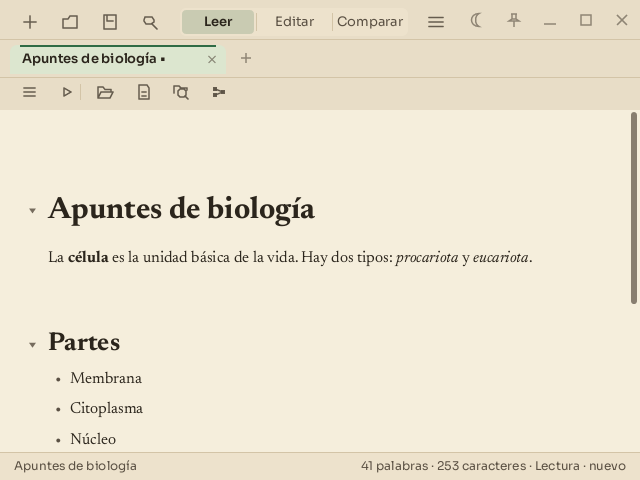 Leer Editar Comparar
Apuntes de biología •
Apuntes de biología
La célula es la unidad básica de la vida. Hay dos tipos: procariota y eucariota.
Partes
• Membrana
• Citoplasma
• Núcleo
Apuntes de biología 41 palabras · 253 caracteres · Lectura · nuevo